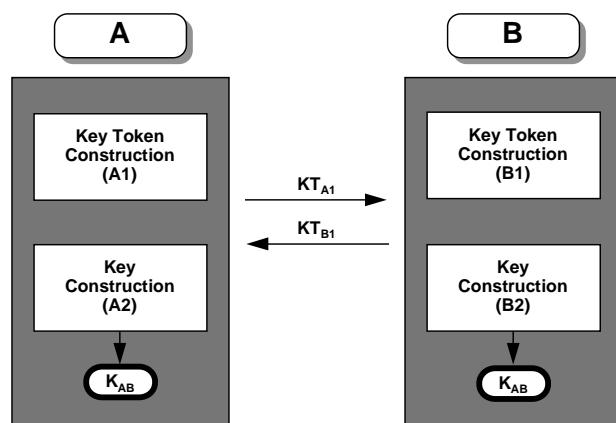 A
B
Key Token
Construction
(A1)
Key Token
Construction
(B1)
KT_A1
KT_B1
Key
Construction
(A2)
Key
Construction
(B2)
K_AB
K_AB